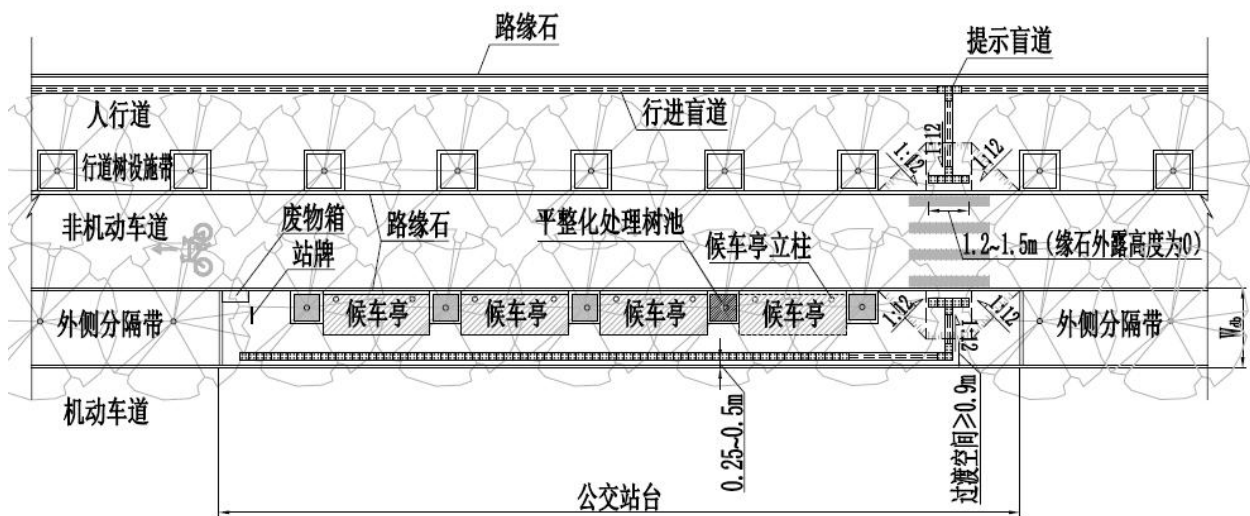 路缘石
提示盲道
人行道
行进盲道
行道树设施带
1:12
1:12
1:12
非机动车道
废物箱
站牌
路缘石
平整化处理树池
候车亭立柱
1.2~1.5m (缘石外露高度为0)
外侧分隔带
候车亭
候车亭
候车亭
候车亭
1:12
1:12
1:12
外侧分隔带
Wdb
机动车道
0.25~0.5m
过渡空间≥0.9m
公交站台